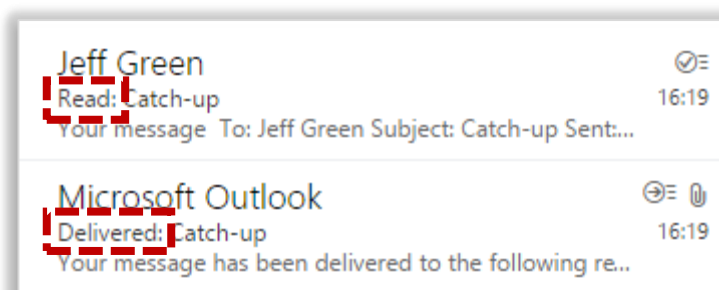 Jeff Green
Read: Catch-up
16:19
Your message To: Jeff Green Subject: Catch-up Sent:...
Microsoft Outlook
Delivered: Catch-up
16:19
Your message has been delivered to the following re...